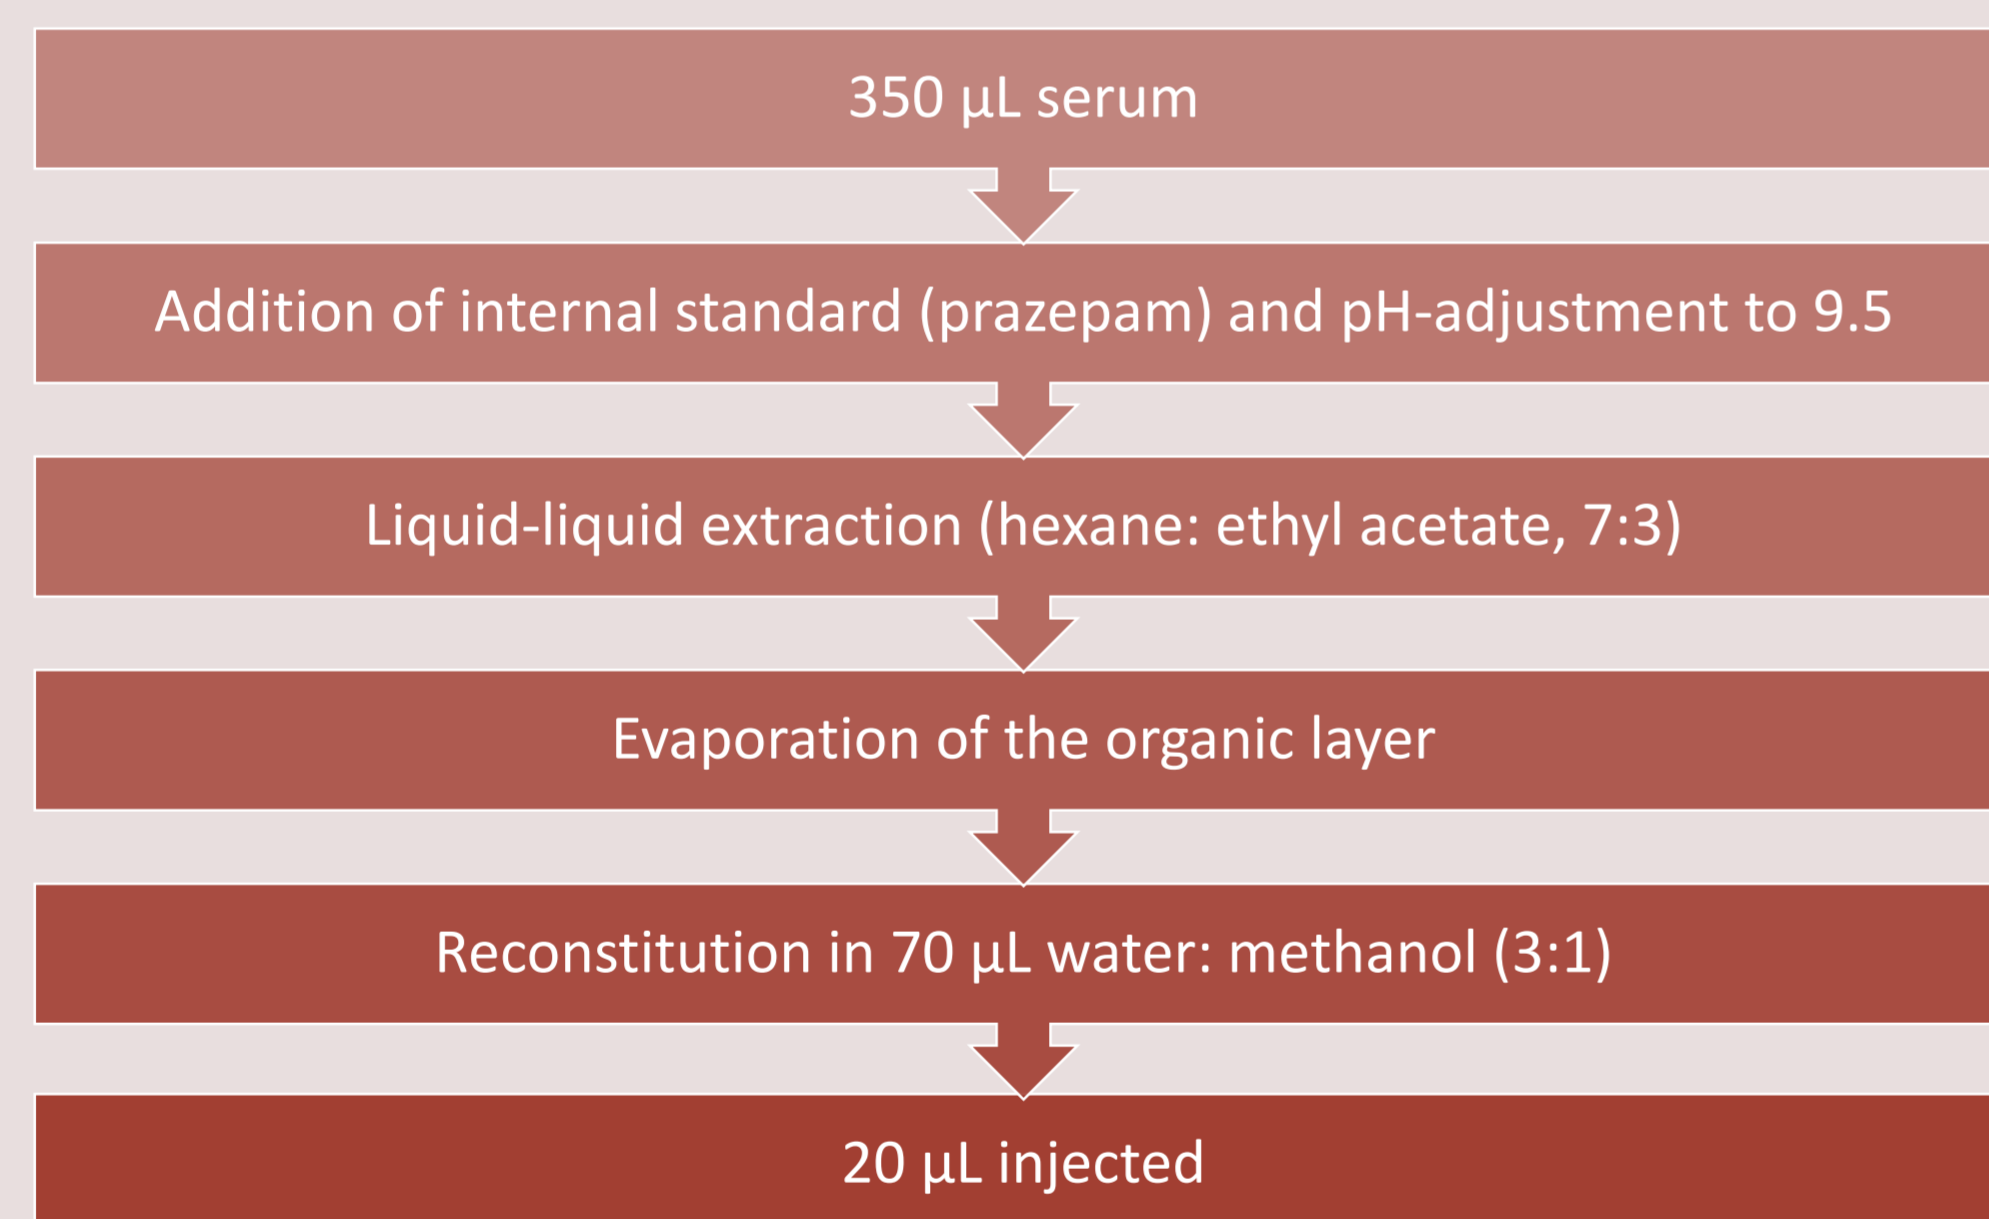 350 µL serum
Addition of internal standard (prazepam) and pH-adjustment to 9.5
Liquid-liquid extraction (hexane: ethyl acetate, 7:3)
Evaporation of the organic layer
Reconstitution in 70 µL water: methanol (3:1)
20 µL injected